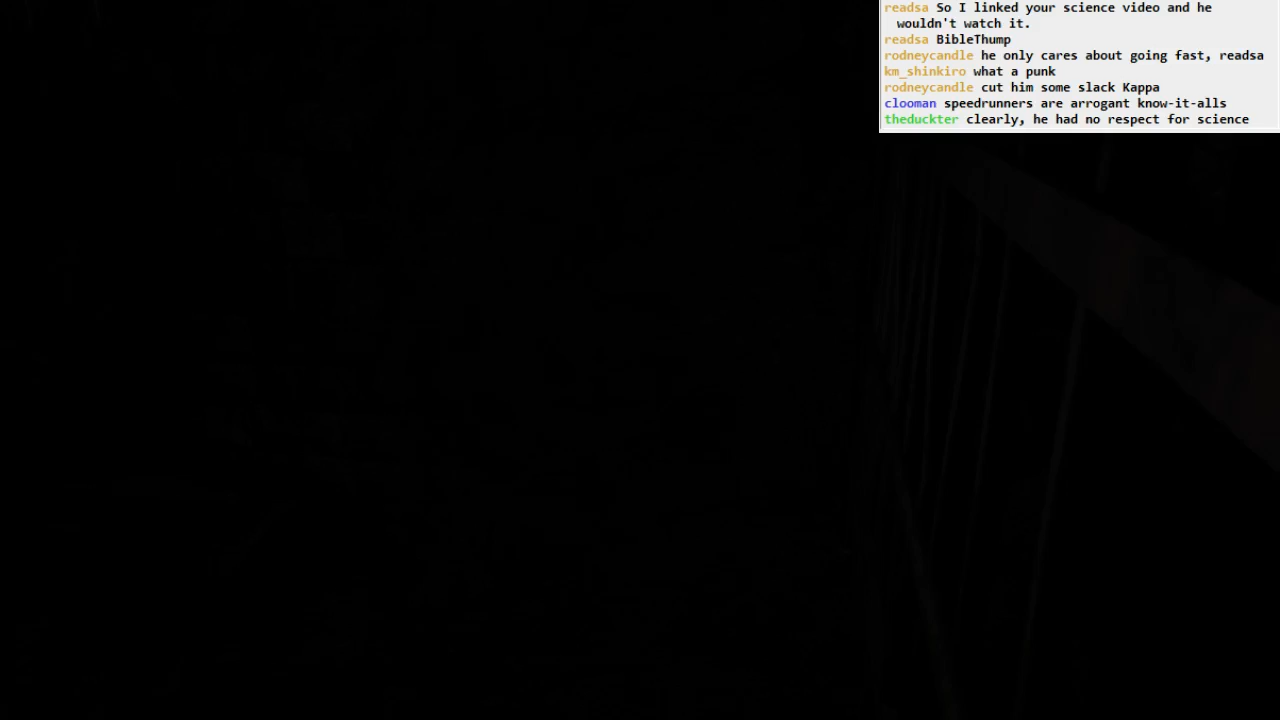 readsa So I linked your science video and he
wouldn't watch it.
readsa BibleThump
rodneycandle he only cares about going fast, readsa
km_shinkiro what a punk
rodneycandle cut him some slack Kappa
clooman speedrunners are arrogant know-it-alls
theduckter clearly, he had no respect for science